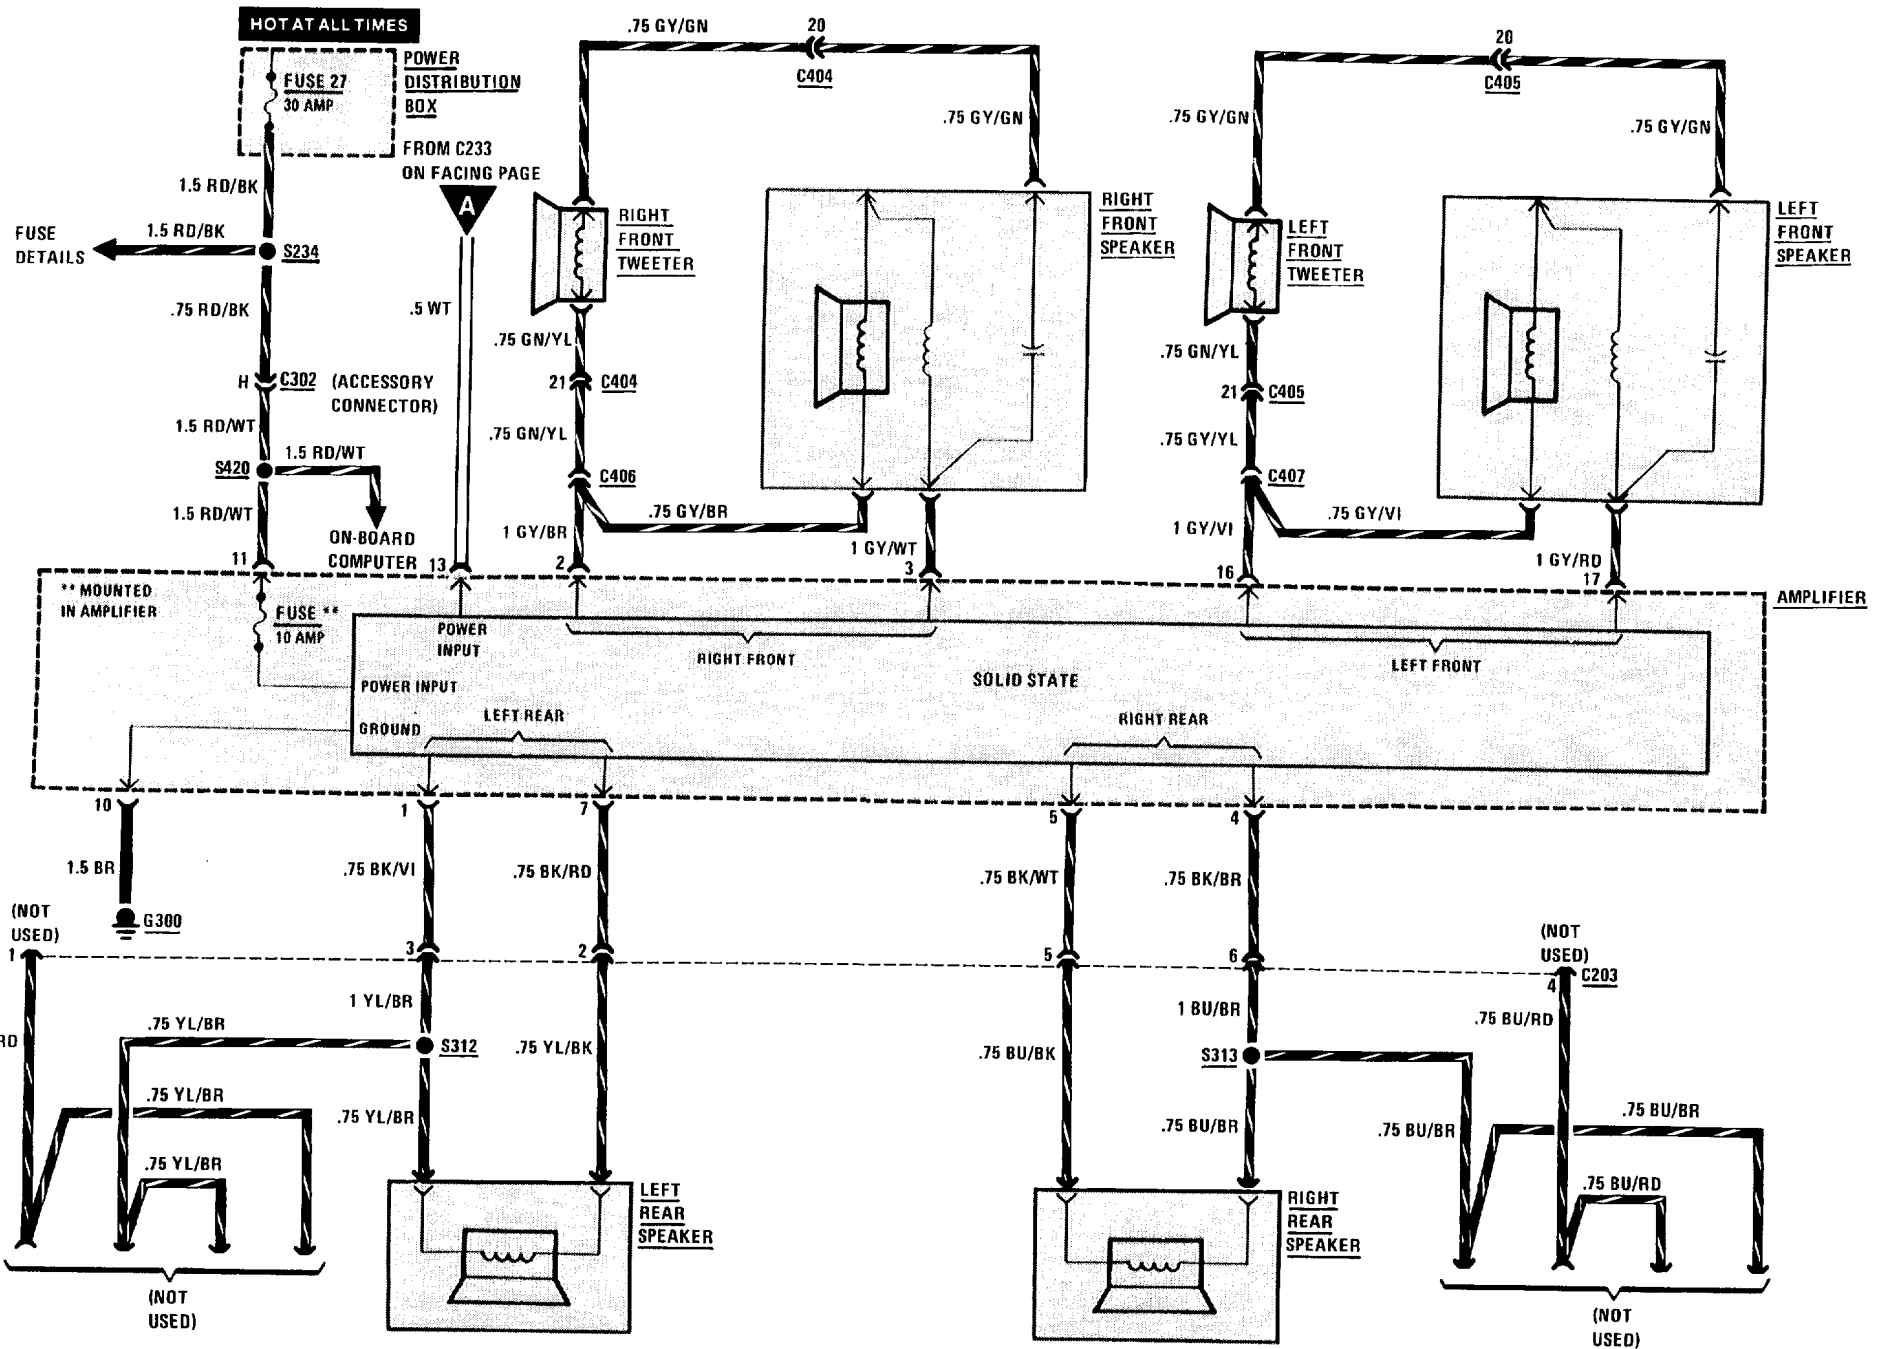 HOT AT ALL TIMES
FUSE 27
30 AMP
POWER
DISTRIBUTION
BOX
FROM C233
ON FACING PAGE
A
.75 GY/GN
20
C404
.75 GY/GN
20
C405
.75 GY/GN
.75 GY/GN
1.5 RD/BK
FUSE
DETAILS
1.5 RD/BK
S234
.75 RD/BK
.5 WT
H
C302
(ACCESSORY
CONNECTOR)
1.5 RD/WT
S420
1.5 RD/WT
1.5 RD/WT
ON-BOARD
COMPUTER
11
13
RIGHT
FRONT
TWEETER
.75 GN/YL
21
C404
.75 GN/YL
C406
.75 GY/BR
1 GY/BR
2
1 GY/WT
3
RIGHT
FRONT
SPEAKER
LEFT
FRONT
TWEETER
.75 GN/YL
21
C405
.75 GY/YL
C407
.75 GY/VI
1 GY/VI
16
1 GY/RD
17
LEFT
FRONT
SPEAKER
AMPLIFIER
** MOUNTED
IN AMPLIFIER
FUSE **
10 AMP
POWER
INPUT
RIGHT FRONT
LEFT FRONT
POWER INPUT
SOLID STATE
GROUND
LEFT REAR
RIGHT REAR
10
1
7
5
4
1.5 BR
G300
.75 BK/VI
.75 BK/RD
.75 BK/WT
.75 BK/BR
(NOT
USED)
1
3
2
5
6
(NOT
USED)
4
C203
RD
1 YL/BR
.75 YL/BR
S312
.75 YL/BK
.75 BU/BK
1 BU/BR
S313
.75 BU/RD
.75 YL/BR
.75 YL/BR
.75 YL/BR
.75 BU/BR
.75 BU/BR
.75 BU/BR
.75 BU/RD
LEFT
REAR
SPEAKER
RIGHT
REAR
SPEAKER
(NOT
USED)
(NOT
USED)